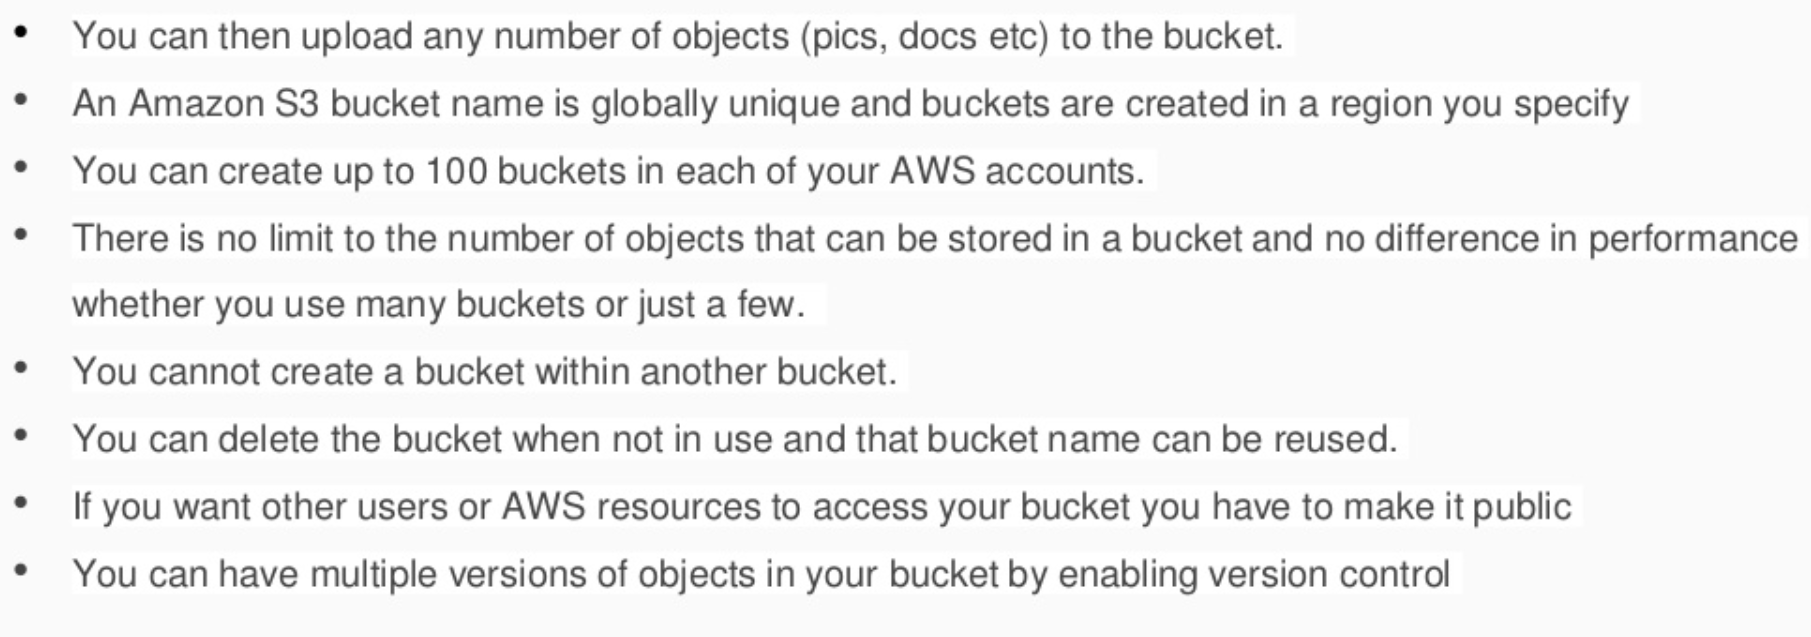 • You can then upload any number of objects (pics, docs etc) to the bucket.
• An Amazon S3 bucket name is globally unique and buckets are created in a region you specify
• You can create up to 100 buckets in each of your AWS accounts.
• There is no limit to the number of objects that can be stored in a bucket and no difference in performance
whether you use many buckets or just a few.
• You cannot create a bucket within another bucket.
• You can delete the bucket when not in use and that bucket name can be reused.
• If you want other users or AWS resources to access your bucket you have to make it public
• You can have multiple versions of objects in your bucket by enabling version control